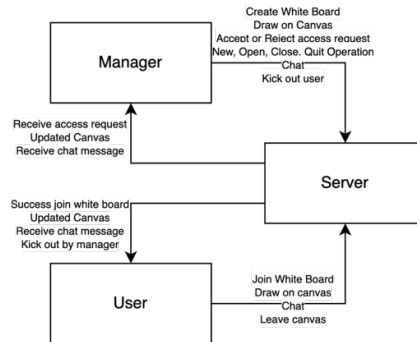 Create White Board
Draw on Canvas
Accept or Reject access request
New, Open, Close. Quit Operation
Chat
Kick out user
Manager
Receive access request
Updated Canvas
Receive chat message
Server
Success join white board
Updated Canvas
Receive chat message
Kick out by manager
User
Join White Board
Draw on canvas
Chat
Leave canvas